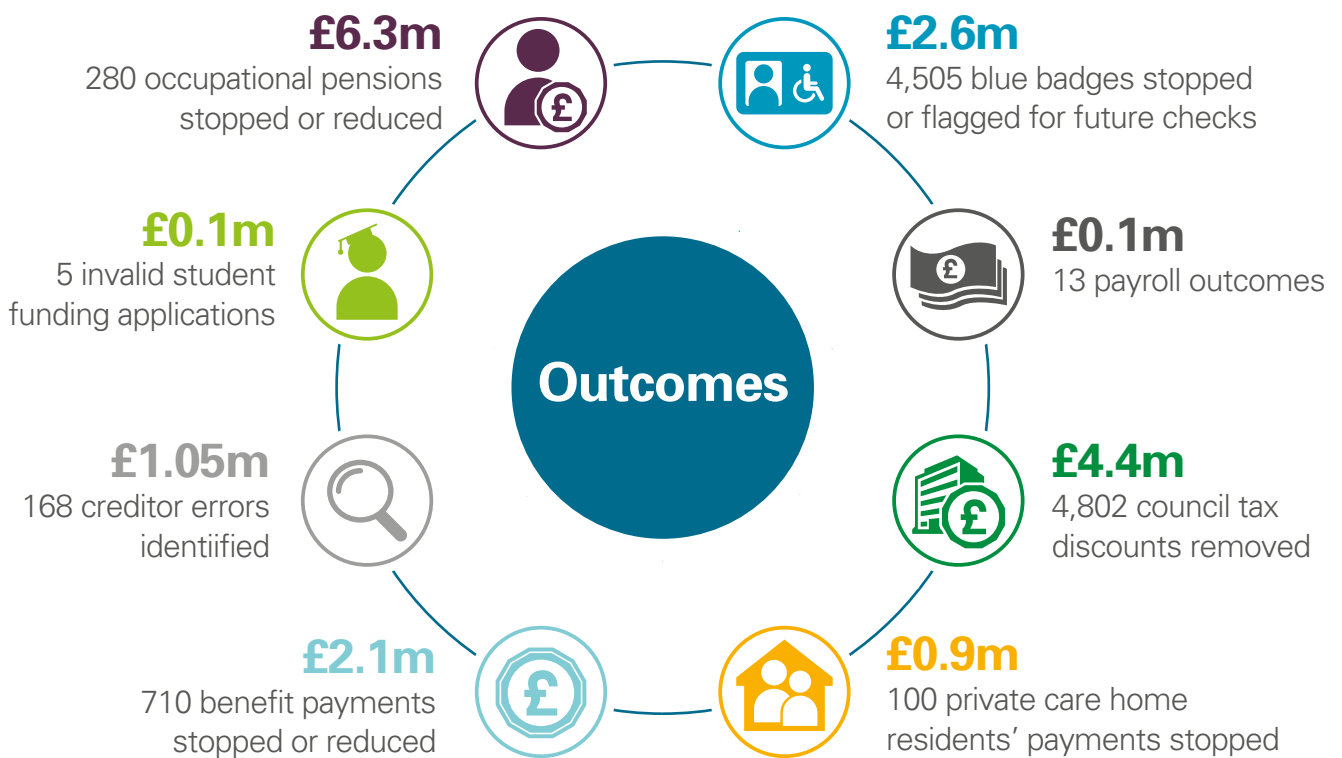 £6.3m
280 occupational pensions
stopped or reduced
£
£2.6m
4,505 blue badges stopped
or flagged for future checks
£0.1m
5 invalid student
funding applications
£
£0.1m
13 payroll outcomes
Outcomes
£1.05m
168 creditor errors
identiified
£
£4.4m
4,802 council tax
discounts removed
£2.1m
710 benefit payments
stopped or reduced
£
£0.9m
100 private care home
residents’ payments stopped